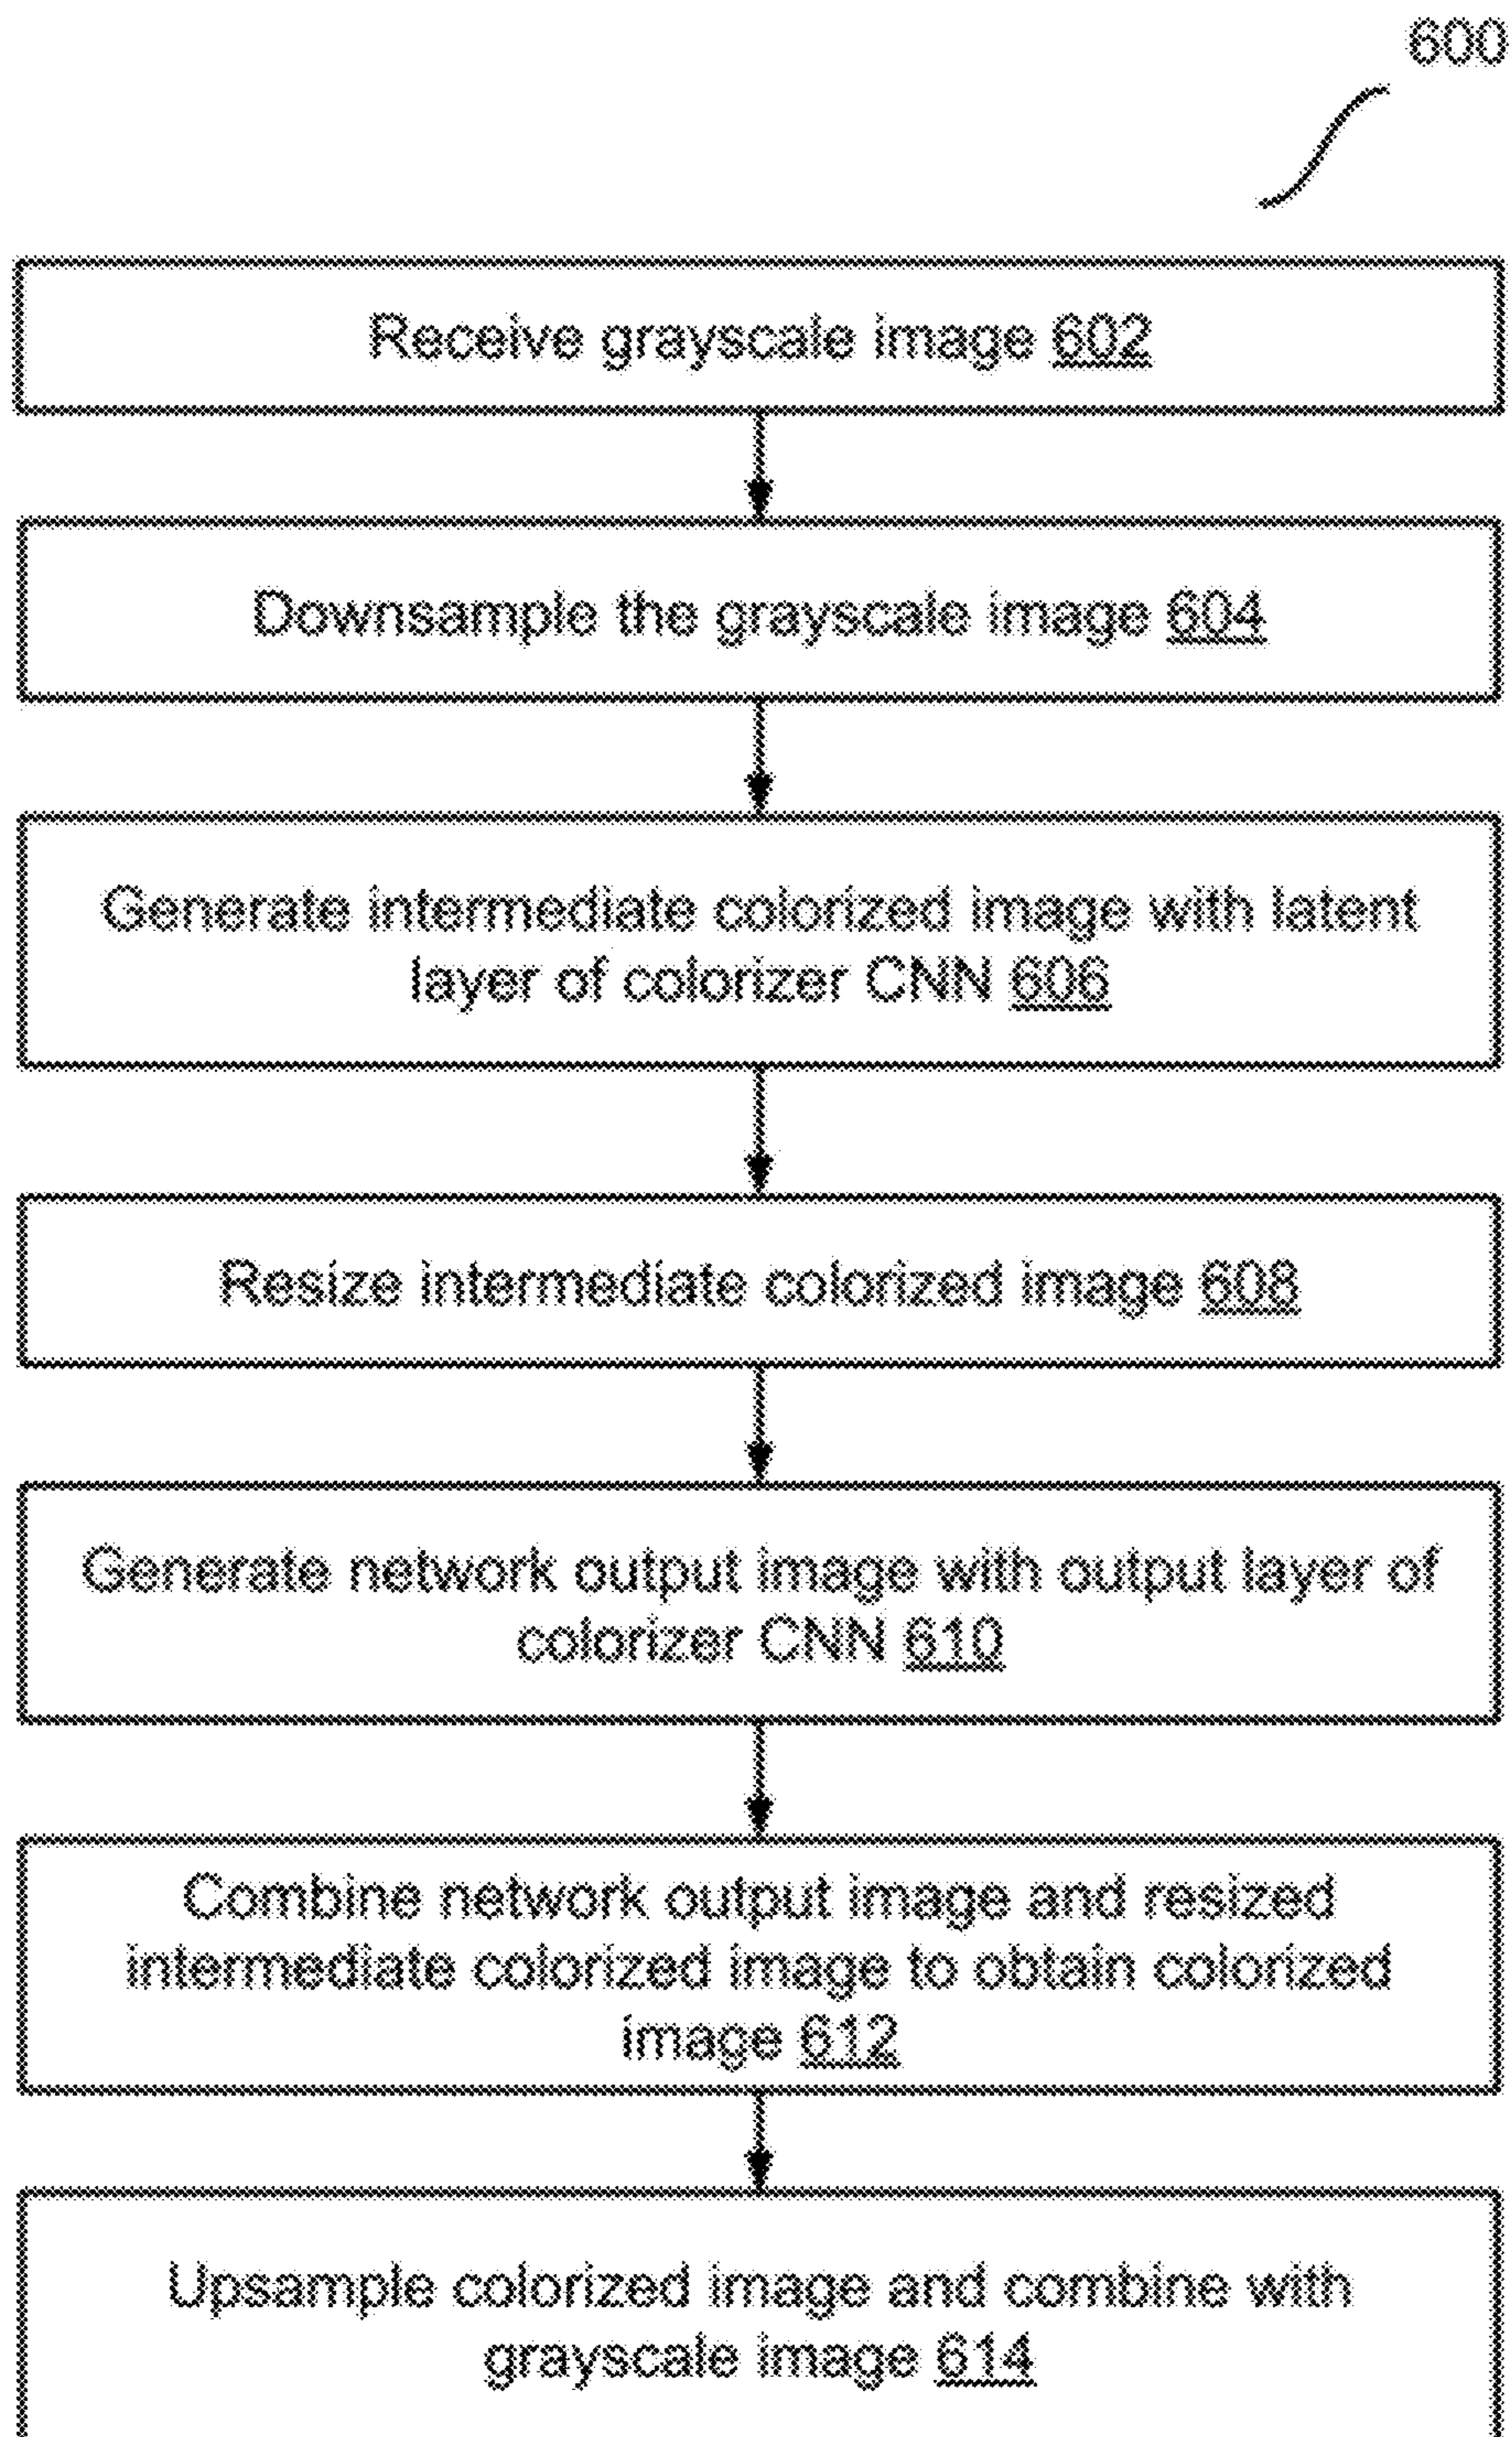 600
Receive grayscale image 602
Downsample the grayscale image 604
Generate intermediate colorized image with latent
layer of colorizer CNN 606
Resize intermediate colorized image 608
Generate network output image with output layer of
colorizer CNN 610
Combine network output image and resized
intermediate colorized image to obtain colorized
image 612
Upsample colorized image and combine with
grayscale image 614